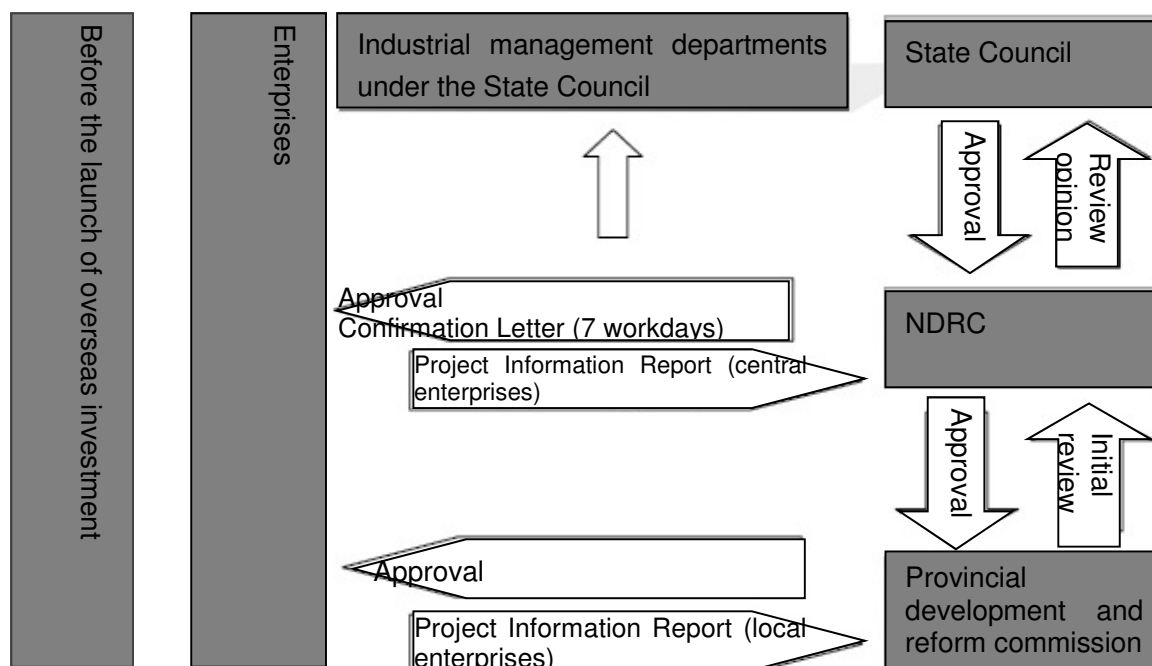 Before the launch of overseas investment
Enterprises
Industrial management departments
under the State Council
State Council
Approval
Review
opinion
Approval
Confirmation Letter (7 workdays)
NDRC
Project Information Report (central
enterprises)
Approval
Initial
review
Approval
Provincial
development and
reform commission
Project Information Report (local
enterprises)